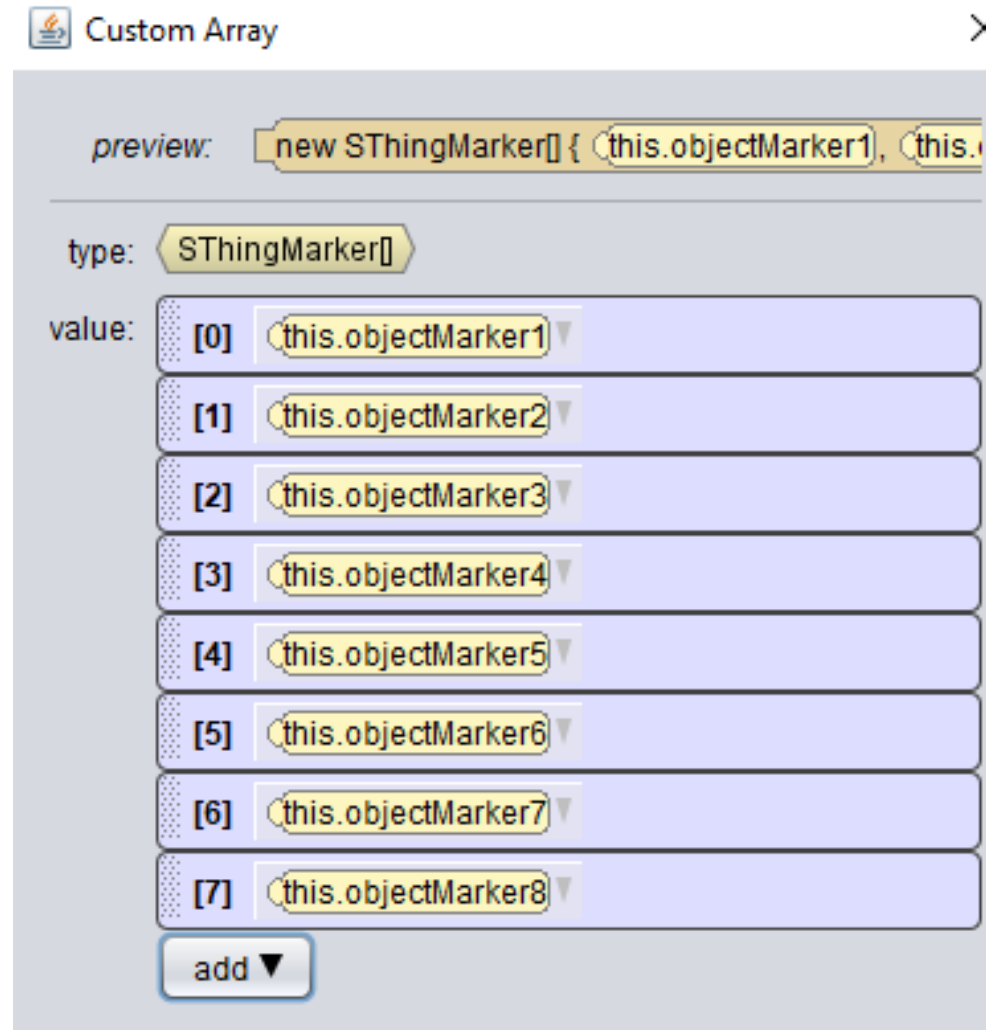 Custom Array
preview: new SThingMarker[] { this.objectMarker1, this.
type: SThingMarker[]
value: [0] this.objectMarker1
[1] this.objectMarker2
[2] this.objectMarker3
[3] this.objectMarker4
[4] this.objectMarker5
[5] this.objectMarker6
[6] this.objectMarker7
[7] this.objectMarker8
add